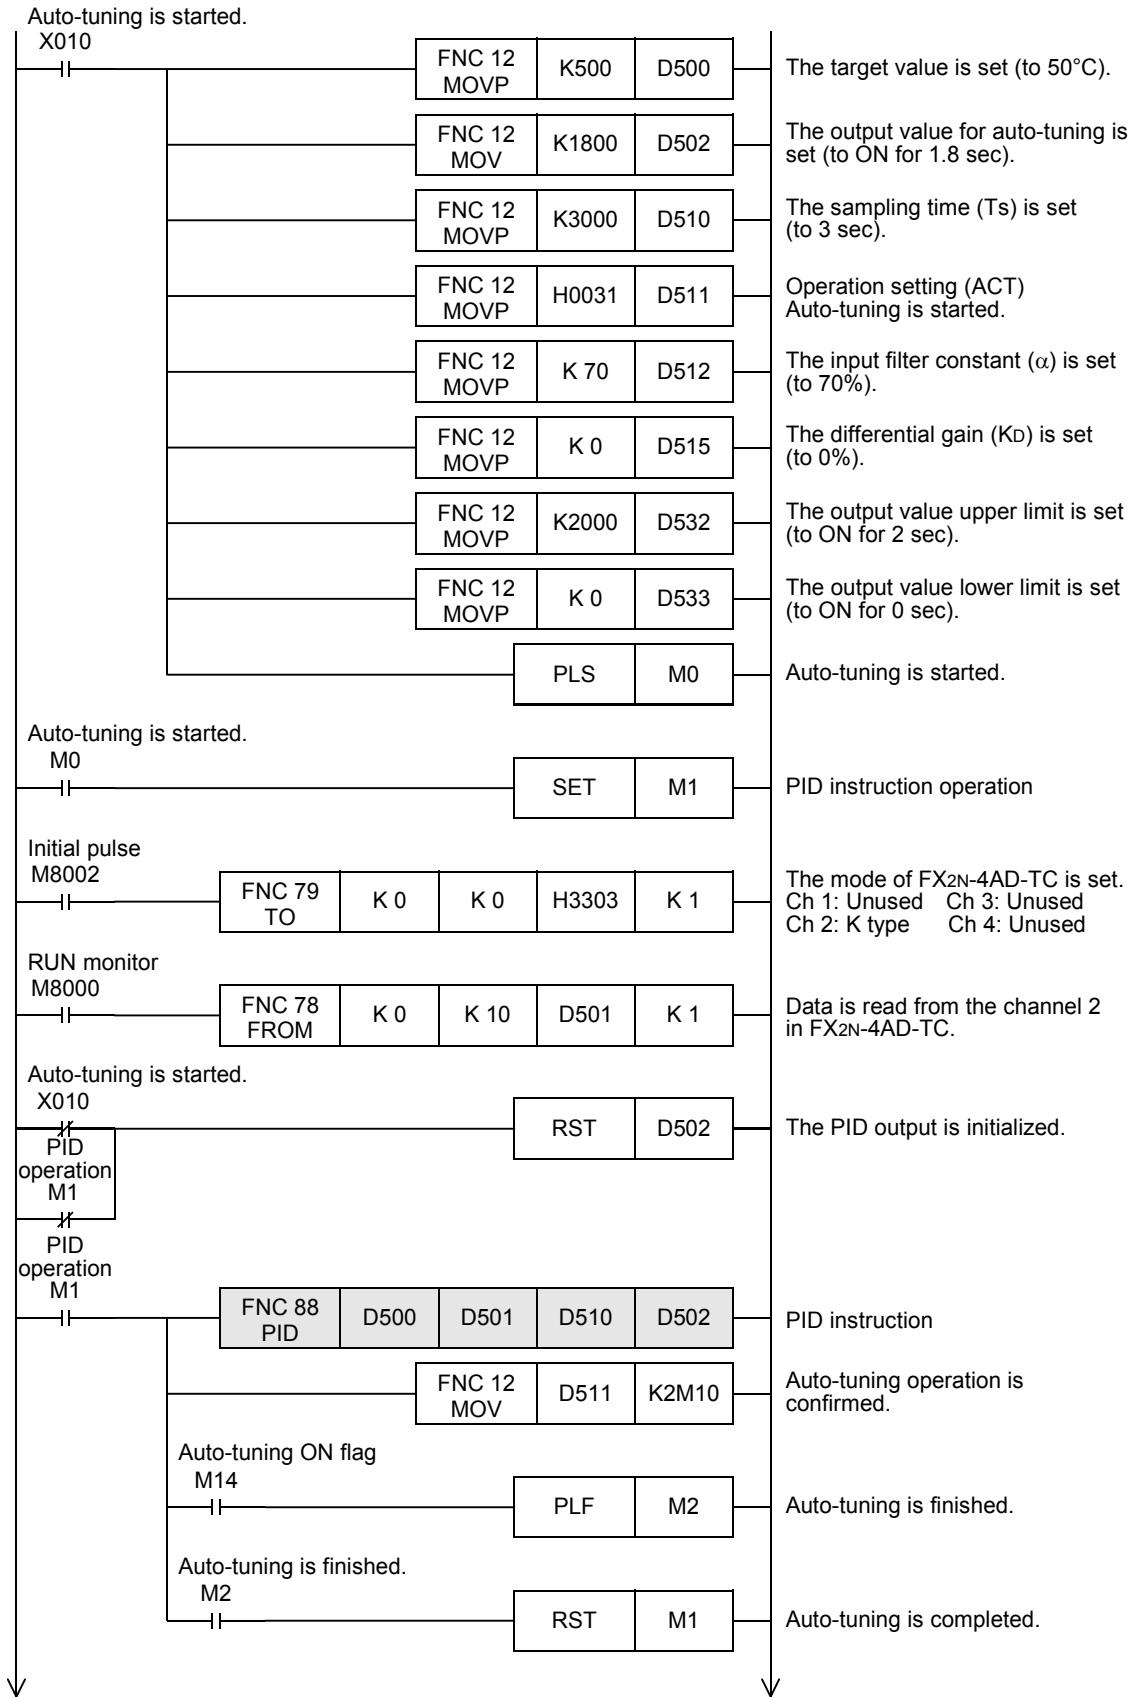 Auto-tuning is started.
X010
FNC 12 MOVP K500 D500 The target value is set (to 50°C).
FNC 12 MOV K1800 D502 The output value for auto-tuning is
set (to ON for 1.8 sec).
FNC 12 MOVP K3000 D510 The sampling time (Ts) is set
(to 3 sec).
FNC 12 MOVP H0031 D511 Operation setting (ACT)
Auto-tuning is started.
FNC 12 MOVP K 70 D512 The input filter constant (α) is set
(to 70%).
FNC 12 MOVP K 0 D515 The differential gain (KD) is set
(to 0%).
FNC 12 MOVP K2000 D532 The output value upper limit is set
(to ON for 2 sec).
FNC 12 MOVP K 0 D533 The output value lower limit is set
(to ON for 0 sec).
PLS M0 Auto-tuning is started.
Auto-tuning is started.
M0
SET M1 PID instruction operation
Initial pulse
M8002
FNC 79 TO K 0 K 0 H3303 K 1 The mode of FX2N-4AD-TC is set.
Ch 1: Unused Ch 3: Unused
Ch 2: K type Ch 4: Unused
RUN monitor
M8000
FNC 78 FROM K 0 K 10 D501 K 1 Data is read from the channel 2
in FX2N-4AD-TC.
Auto-tuning is started.
X010
RST D502 The PID output is initialized.
PID
operation
M1
PID
operation
M1
FNC 88 PID D500 D501 D510 D502 PID instruction
FNC 12 MOV D511 K2M10 Auto-tuning operation is
confirmed.
Auto-tuning ON flag
M14
PLF M2 Auto-tuning is finished.
Auto-tuning is finished.
M2
RST M1 Auto-tuning is completed.